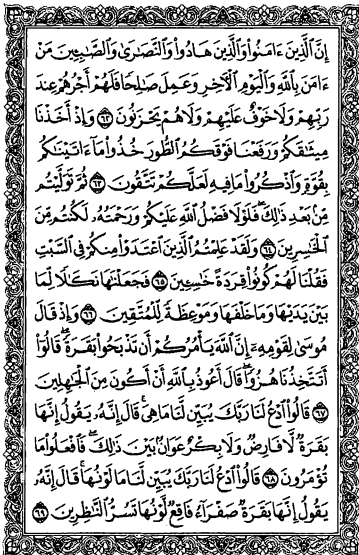 إِنَّ ٱلَّذِينَ ءَامَنُوا۟ وَٱلَّذِينَ هَادُوا۟ وَٱلنَّصَٰرَىٰ وَٱلصَّٰبِـِٔينَ مَنْ
ءَامَنَ بِٱللَّهِ وَٱلْيَوْمِ ٱلْءَاخِرِ وَعَمِلَ صَٰلِحًا فَلَهُمْ أَجْرُهُمْ عِندَ
رَبِّهِمْ وَلَا خَوْفٌ عَلَيْهِمْ وَلَا هُمْ يَحْزَنُونَ ٦٢ وَإِذْ أَخَذْنَا
مِيثَٰقَكُمْ وَرَفَعْنَا فَوْقَكُمُ ٱلطُّورَ خُذُوا۟ مَآ ءَاتَيْنَٰكُم
بِقُوَّةٍ وَٱذْكُرُوا۟ مَا فِيهِ لَعَلَّكُمْ تَتَّقُونَ ٦٣ ثُمَّ تَوَلَّيْتُم
مِّنۢ بَعْدِ ذَٰلِكَ ۖ فَلَوْلَا فَضْلُ ٱللَّهِ عَلَيْكُمْ وَرَحْمَتُهُۥ لَكُنتُم مِّنَ
ٱلْخَٰسِرِينَ ٦٤ وَلَقَدْ عَلِمْتُمُ ٱلَّذِينَ ٱعْتَدَوْا۟ مِنكُمْ فِى ٱلسَّبْتِ
فَقُلْنَا لَهُمْ كُونُوا۟ قِرَدَةً خَٰسِـِٔينَ ٦٥ فَجَعَلْنَٰهَا نَكَٰلًا لِّمَا
بَيْنَ يَدَيْهَا وَمَا خَلْفَهَا وَمَوْعِظَةً لِّلْمُتَّقِينَ ٦٦ وَإِذْ قَالَ
مُوسَىٰ لِقَوْمِهِۦٓ إِنَّ ٱللَّهَ يَأْمُرُكُمْ أَن تَذْبَحُوا۟ بَقَرَةً ۖ قَالُوٓا۟
أَتَتَّخِذُنَا هُزُوًا ۖ قَالَ أَعُوذُ بِٱللَّهِ أَنْ أَكُونَ مِنَ ٱلْجَٰهِلِينَ
٦٧ قَالُوا۟ ٱدْعُ لَنَا رَبَّكَ يُبَيِّن لَّنَا مَا هِىَ ۚ قَالَ إِنَّهُۥ يَقُولُ إِنَّهَا
بَقَرَةٌ لَّا فَارِضٌ وَلَا بِكْرٌ عَوَانٌۢ بَيْنَ ذَٰلِكَ ۖ فَٱفْعَلُوا۟ مَا
تُؤْمَرُونَ ٦٨ قَالُوا۟ ٱدْعُ لَنَا رَبَّكَ يُبَيِّن لَّنَا مَا لَوْنُهَا ۚ قَالَ إِنَّهُۥ
يَقُولُ إِنَّهَا بَقَرَةٌ صَفْرَآءُ فَاقِعٌ لَّوْنُهَا تَسُرُّ ٱلنَّٰظِرِينَ ٦٩